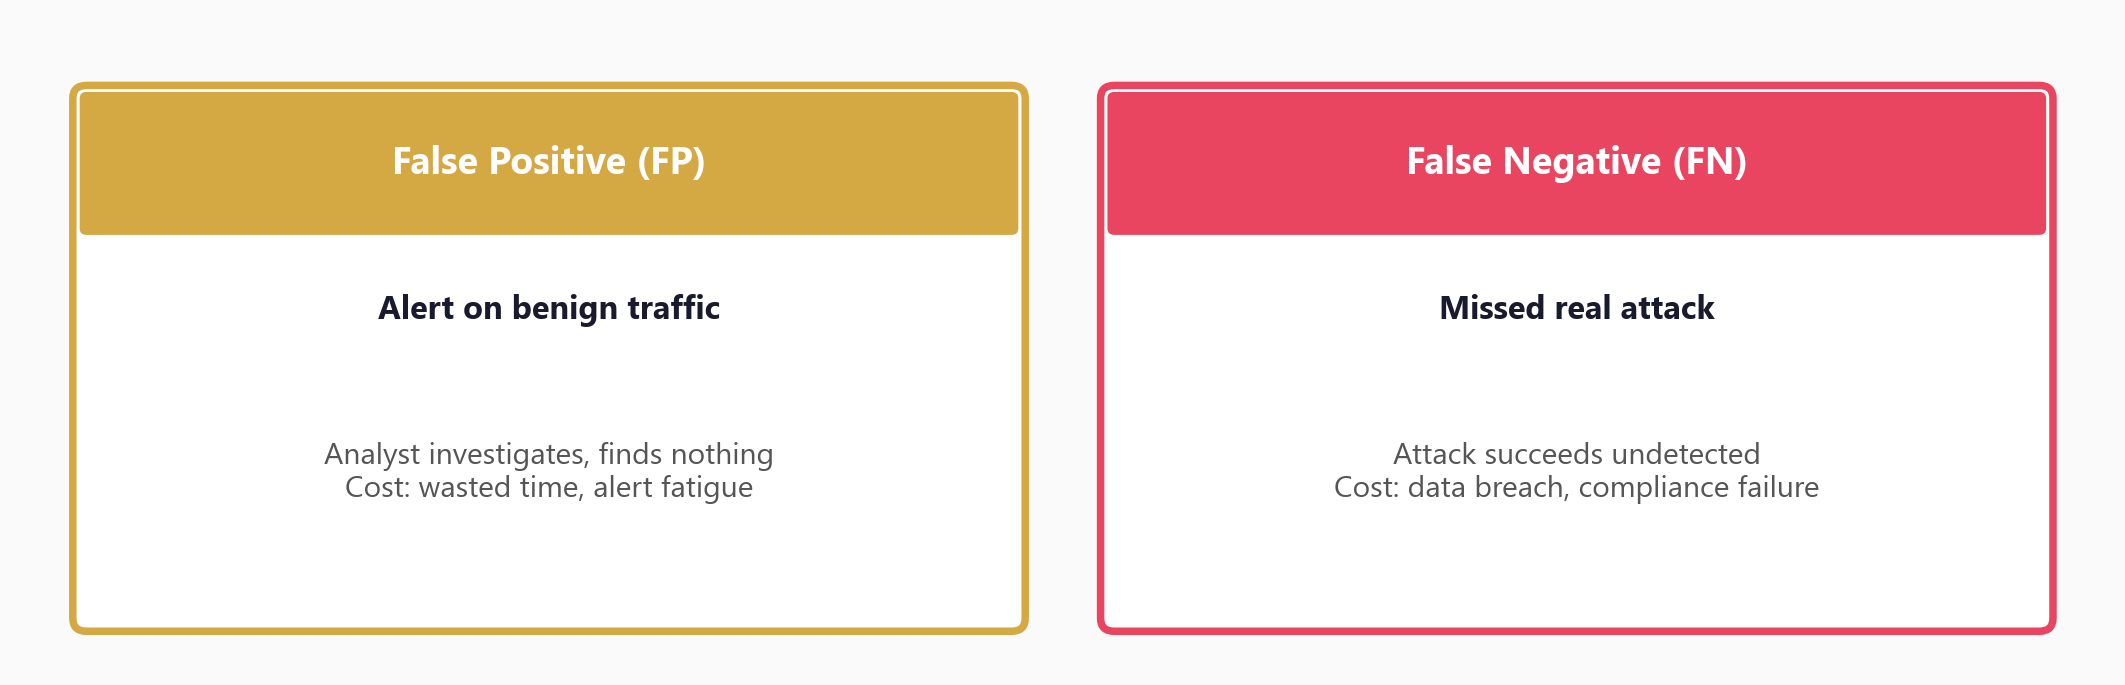 False Positive (FP)
Alert on benign traffic
Analyst investigates, finds nothing
Cost: wasted time, alert fatigue
False Negative (FN)
Missed real attack
Attack succeeds undetected
Cost: data breach, compliance failure